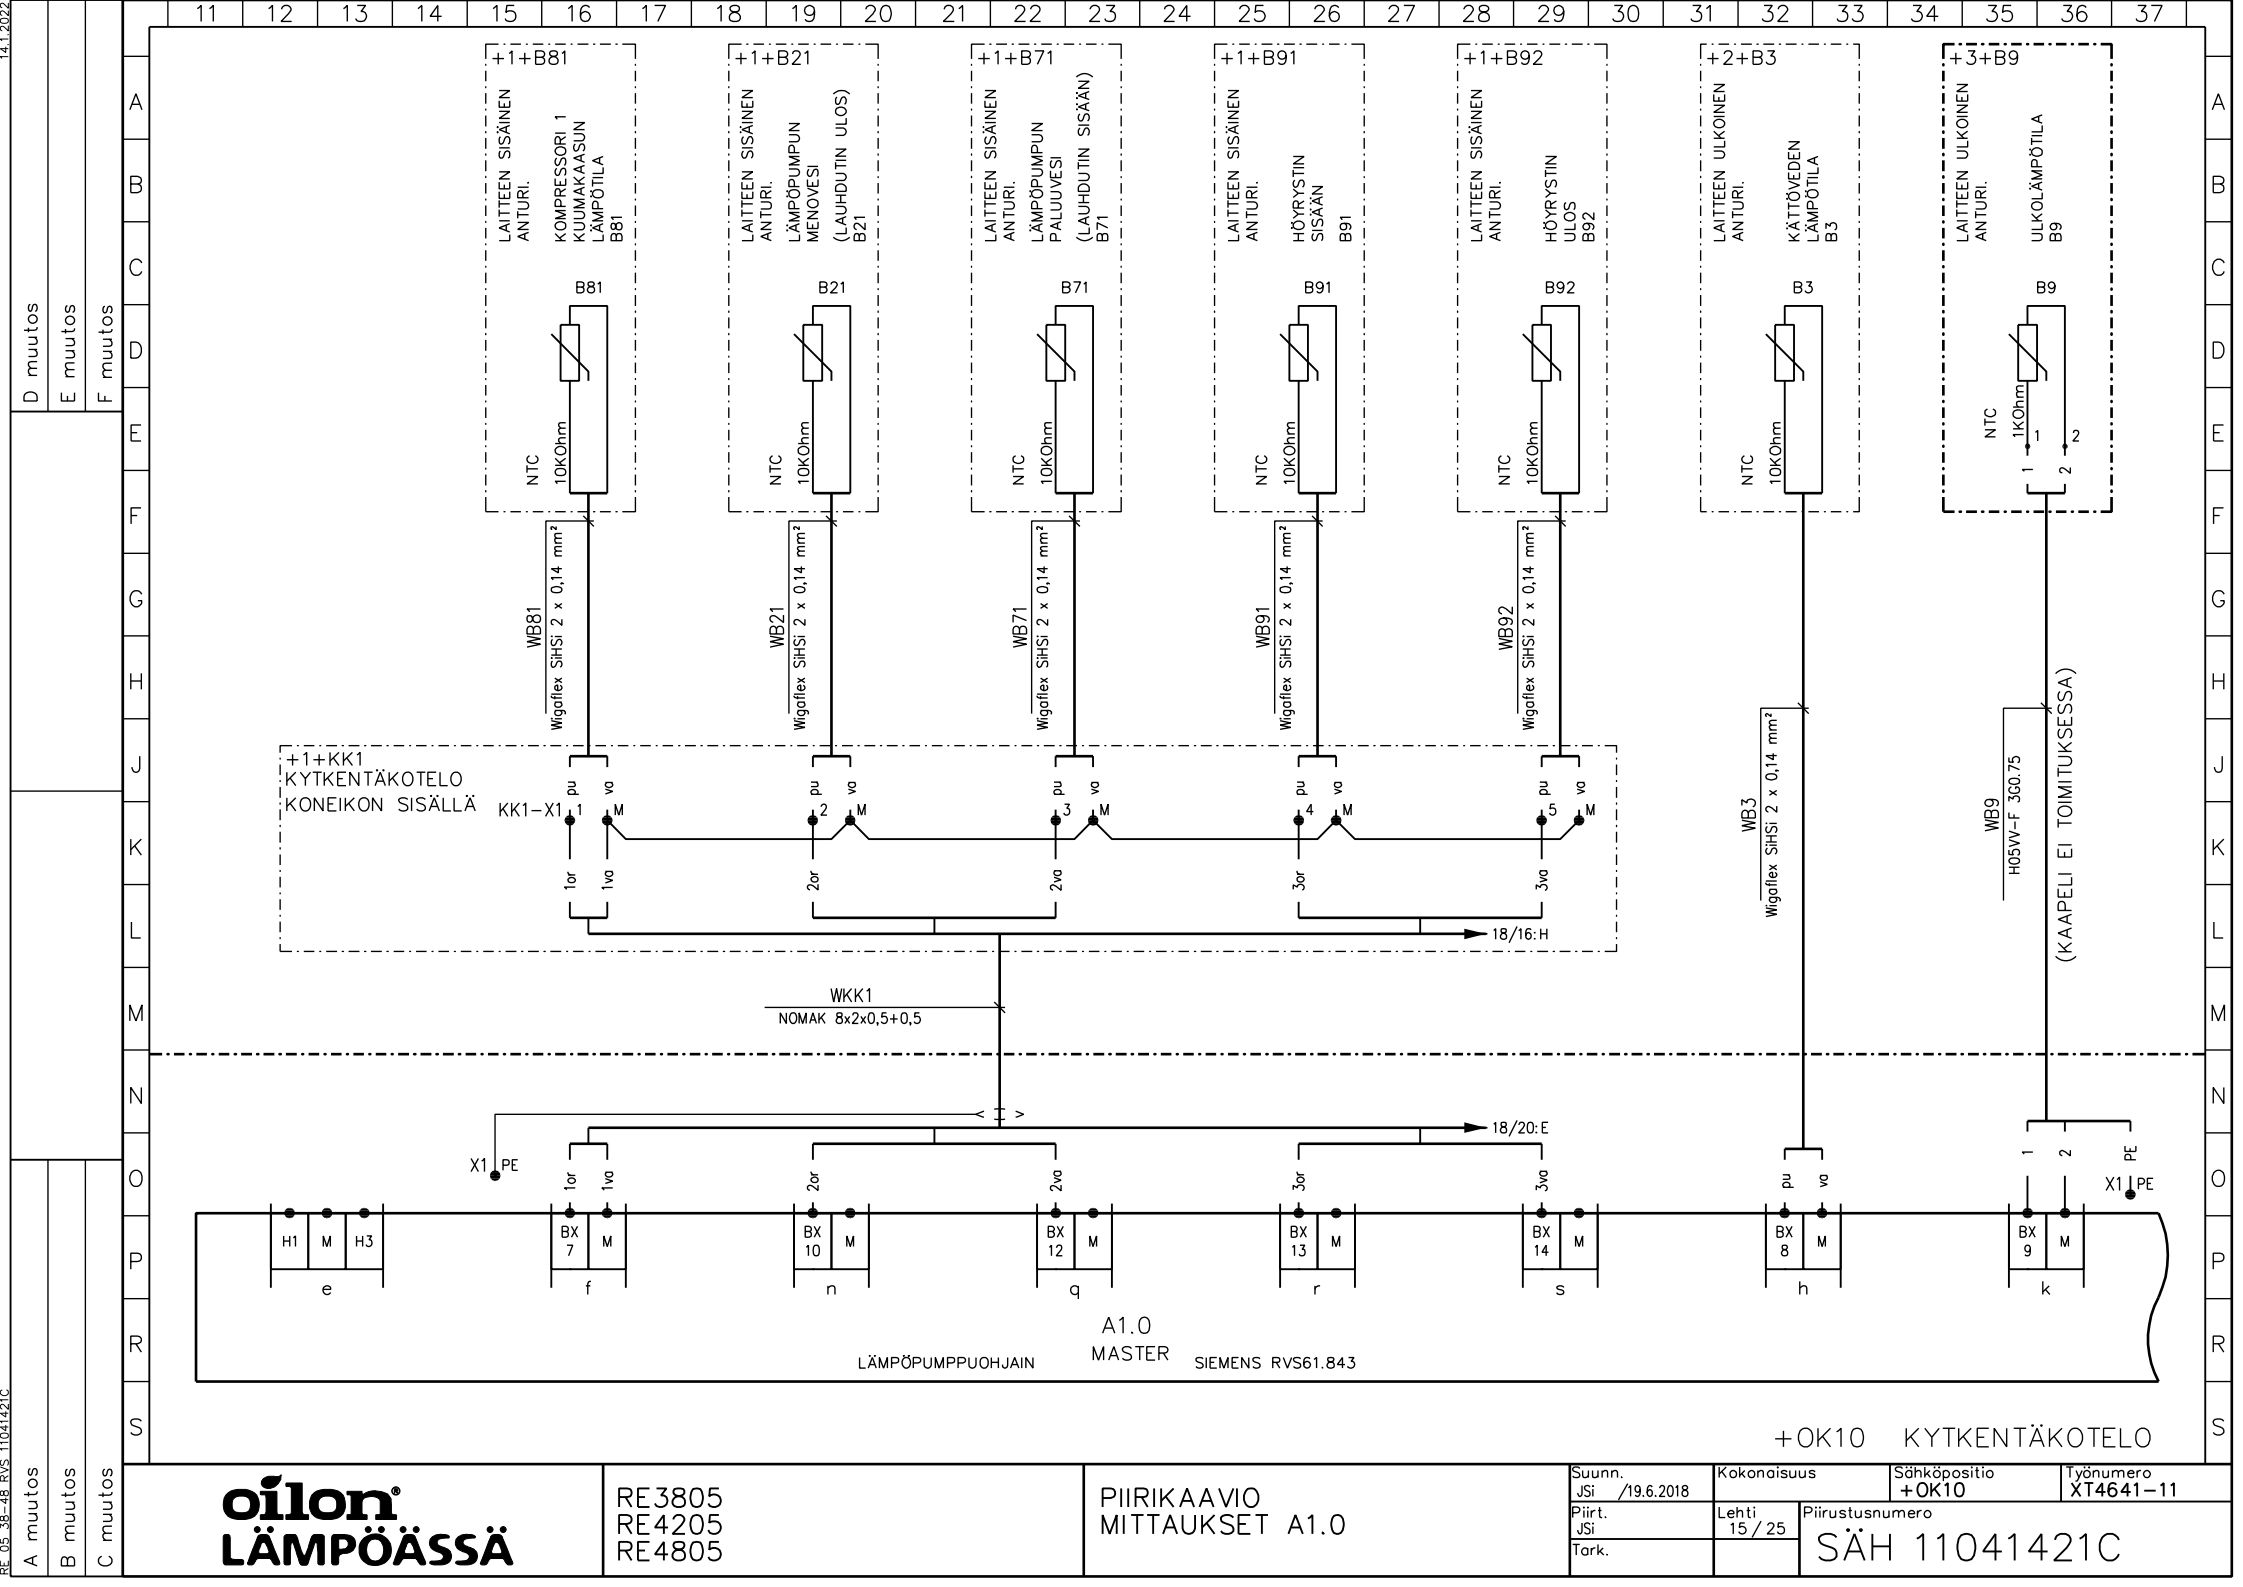 11 12 13 14 15 16 17 18 19 20 21 22 23 24 25 26 27 28 29 30 31 32 33 34 35 36 37
14.1.2022
A
B
C
D
E
F
G
H
J
K
L
M
N
O
P
R
S
A
B
C
D
E
F
G
H
J
K
L
M
N
O
P
R
S
D muutos
E muutos
F muutos
A muutos
B muutos
C muutos
RE 05 38-48 RVS 11041421C
+1+B81
LAITTEEN SISÄINEN
ANTURI.
KOMPRESSORI 1
KUUMAKAASUN
LÄMPÖTILA
B81
B81
NTC
10KOhm
+1+B21
LAITTEEN SISÄINEN
ANTURI.
LÄMPÖPUMPUN
MENOVESI
(LAUHDUTIN ULOS)
B21
B21
NTC
10KOhm
+1+B71
LAITTEEN SISÄINEN
ANTURI.
LÄMPÖPUMPUN
PALUUVESI
(LAUHDUTIN SISÄÄN)
B71
B71
NTC
10KOhm
+1+B91
LAITTEEN SISÄINEN
ANTURI.
HÖYRYSTIN
SISÄÄN
B91
B91
NTC
10KOhm
+1+B92
LAITTEEN SISÄINEN
ANTURI.
HÖYRYSTIN
ULOS
B92
B92
NTC
10KOhm
+2+B3
LAITTEEN ULKOINEN
ANTURI.
KÄTTÖVEDEN
LÄMPÖTILA
B3
B3
NTC
10KOhm
+3+B9
LAITTEEN ULKOINEN
ANTURI.
ULKOLÄMPÖTILA
B9
B9
NTC
1KOhm
1 2
1 2
WB81
Wigaflex SiHSi 2 x 0,14 mm²
WB21
Wigaflex SiHSi 2 x 0,14 mm²
WB71
Wigaflex SiHSi 2 x 0,14 mm²
WB91
Wigaflex SiHSi 2 x 0,14 mm²
WB92
Wigaflex SiHSi 2 x 0,14 mm²
WB3
Wigaflex SiHSi 2 x 0,14 mm²
WB9
H05VV-F 3G0.75
(KAAPELI EI TOIMITUKSESSA)
+1+KK1
KYTKENTÄKOTELO
KONEIKON SISÄLLÄ
pu va pu va pu va pu va pu va
KK1-X1 1 M 2 M 3 M 4 M 5 M
1or 1va 2or 2va 3or 3va
18/16:H
WKK1
NOMAK 8x2x0,5+0,5
18/20:E
X1 PE
1or 1va 2or 2va 3or 3va pu va 1 2 PE
X1 PE
H1 M H3
e
BX 7 M
f
BX 10 M
n
BX 12 M
q
BX 13 M
r
BX 14 M
s
BX 8 M
h
BX 9 M
k
A1.0
MASTER
LÄMPÖPUMPPUOHJAIN
SIEMENS RVS61.843
+OK10 KYTKENTÄKOTELO
oilon®
LÄMPÖÄSSÄ
RE3805
RE4205
RE4805
PIIRIKAAVIO
MITTAUKSET A1.0
Suunn.
JSi /19.6.2018
Piirt.
JSi
Tark.
Kokonaisuus
Lehti
15/25
Sähköpositio
+OK10
Työnumero
XT4641-11
Piirustusnumero
SÄH 11041421C